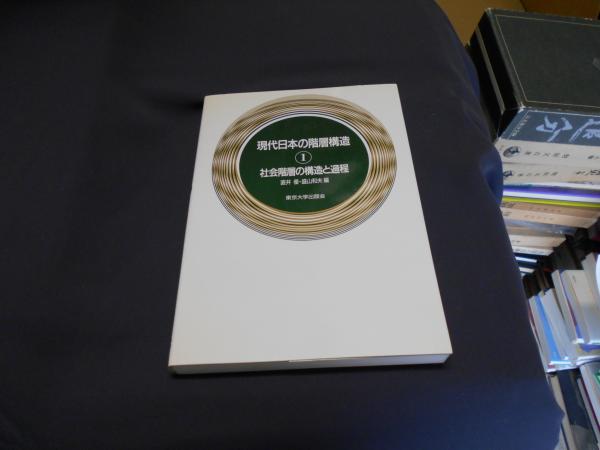 現代日本の階層構造
1
社会階層の構造と過程
直井 優・盛山和夫 編
東京大学出版会